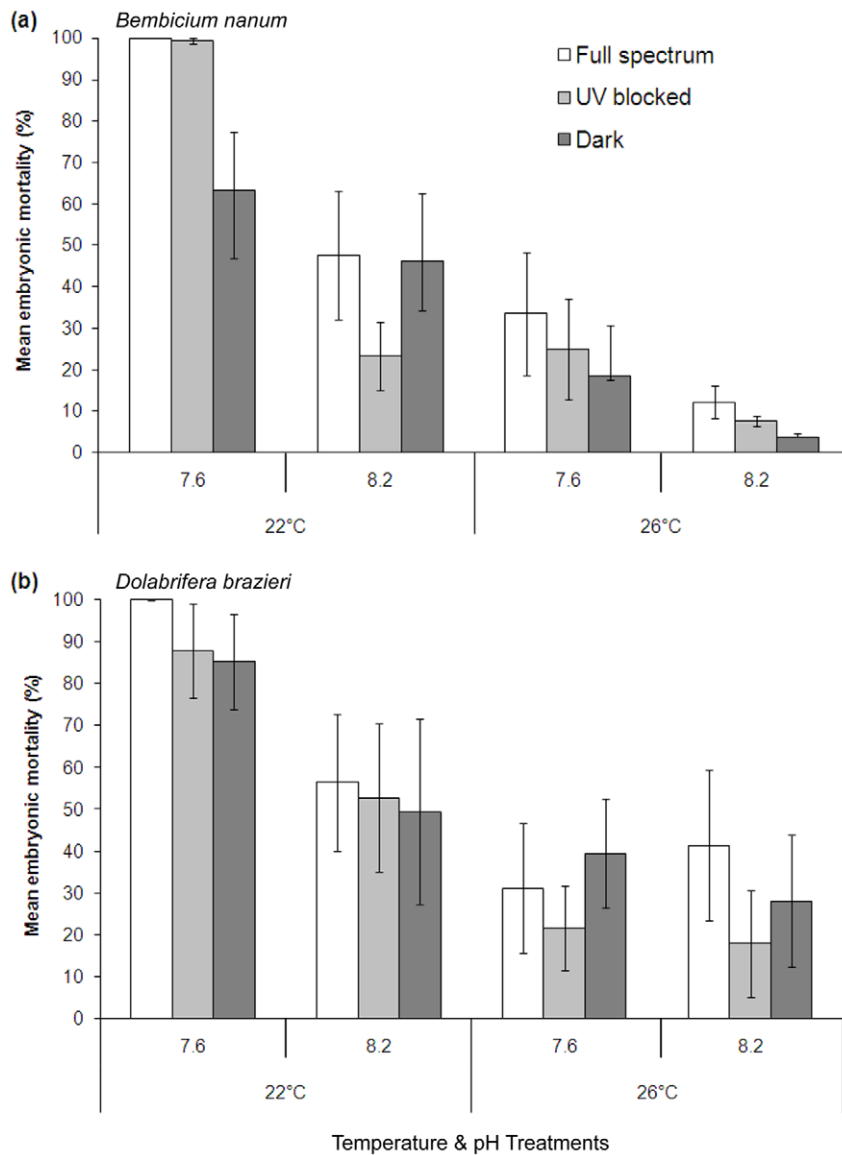 (a) Bembicium nanum
Full spectrum
UV blocked
Dark
Mean embryonic mortality (%)
100
90
80
70
60
50
40
30
20
10
0
7.6 8.2 7.6 8.2
22°C 26°C
(b) Dolabrifera brazieri
Mean embryonic mortality (%)
100
90
80
70
60
50
40
30
20
10
0
7.6 8.2 7.6 8.2
22°C 26°C
Temperature & pH Treatments